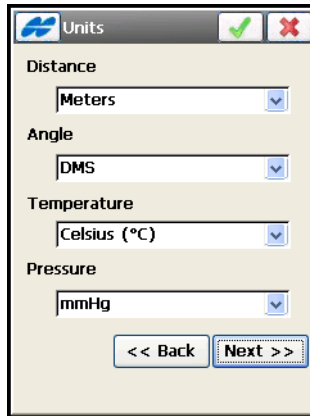 Units
Distance
Meters
Angle
DMS
Temperature
Celsius (°C)
Pressure
mmHg
<< Back Next >>